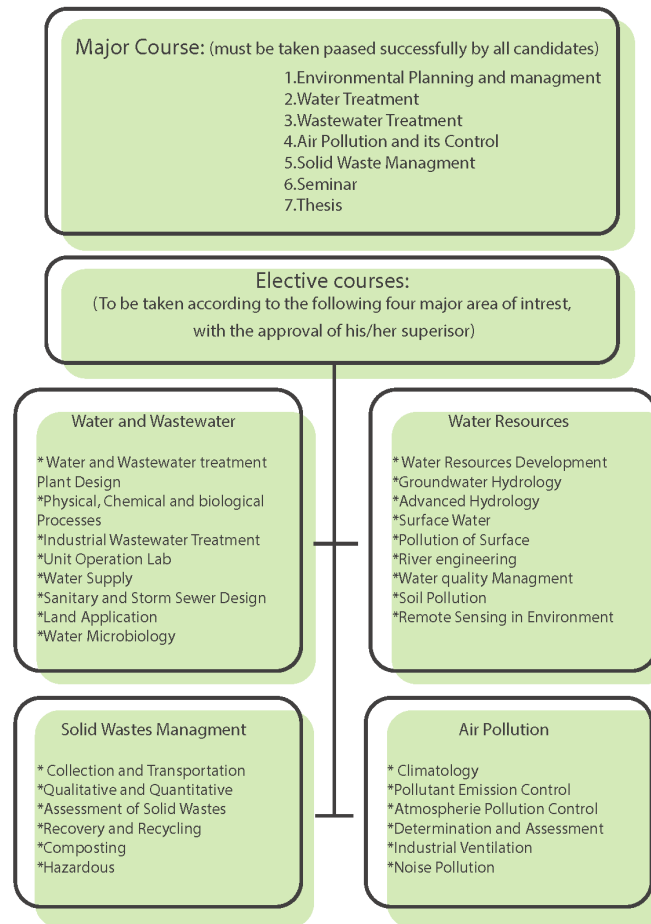 Major Course: (must be taken paased successfully by all candidates)
1.Environmental Planning and managment
2.Water Treatment
3.Wastewater Treatment
4.Air Pollution and its Control
5.Solid Waste Managment
6.Seminar
7.Thesis
Elective courses:
(To be taken according to the following four major area of intrest,
with the approval of his/her superisor)
Water and Wastewater
* Water and Wastewater treatment
Plant Design
*Physical, Chemical and biological
Processes
*Industrial Wastewater Treatment
*Unit Operation Lab
*Water Supply
*Sanitary and Storm Sewer Design
*Land Application
*Water Microbiology
Water Resources
* Water Resources Development
*Groundwater Hydrology
*Advanced Hydrology
*Surface Water
*Pollution of Surface
*River engineering
*Water quality Managment
*Soil Pollution
*Remote Sensing in Environment
Solid Wastes Managment
* Collection and Transportation
*Qualitative and Quantitative
*Assessment of Solid Wastes
*Recovery and Recycling
*Composting
*Hazardous
Air Pollution
* Climatology
*Pollutant Emission Control
*Atmospherie Pollution Control
*Determination and Assessment
*Industrial Ventilation
*Noise Pollution